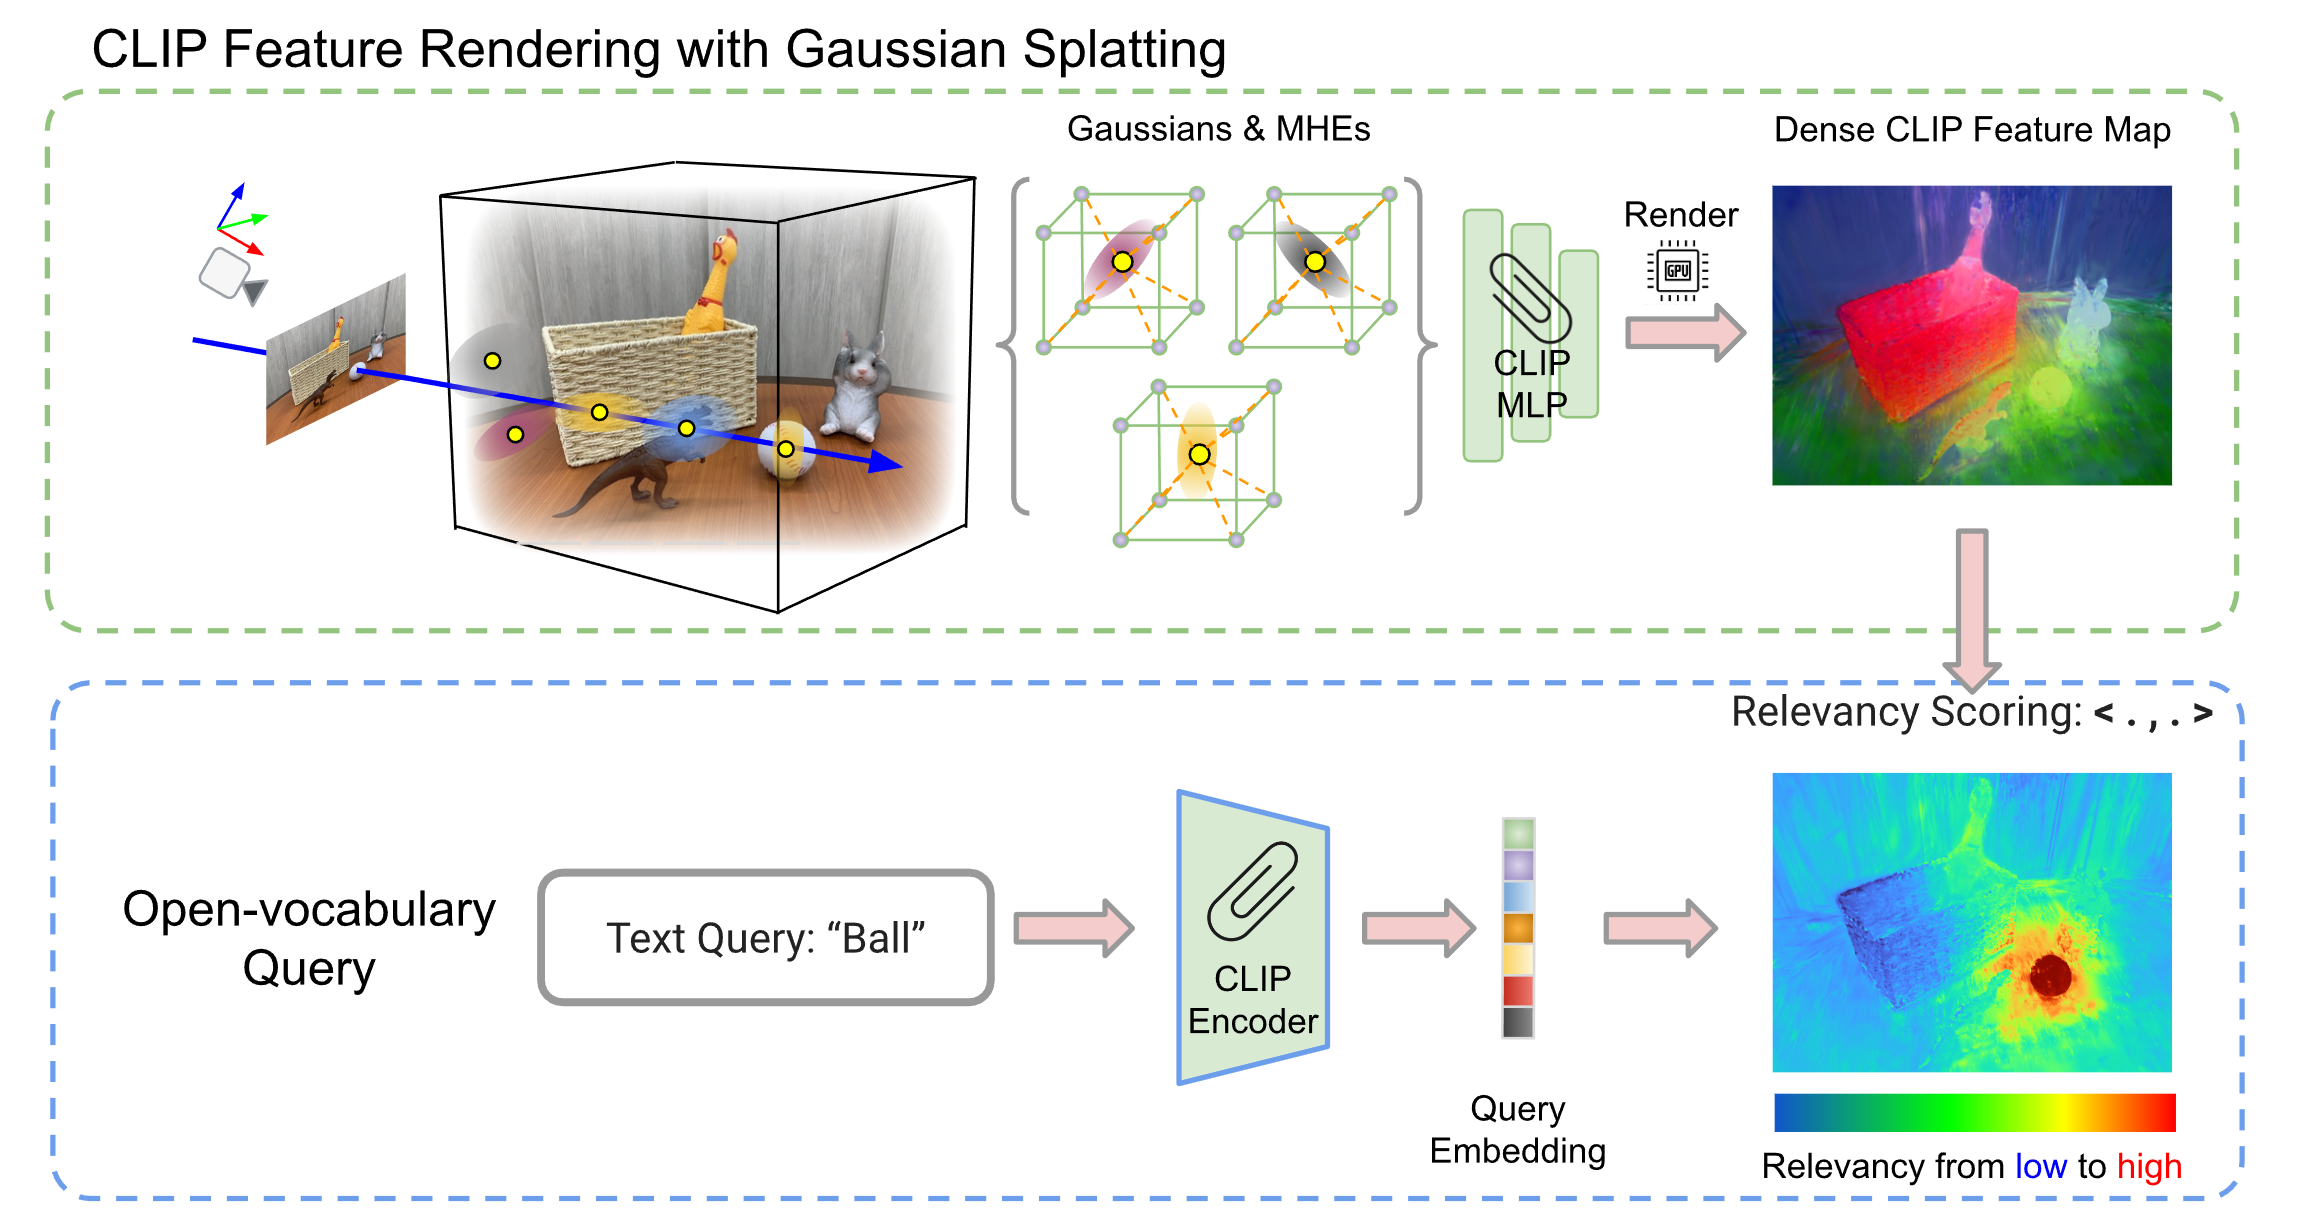 CLIP Feature Rendering with Gaussian Splatting
Gaussians & MHEs
Dense CLIP Feature Map
Render
GPU
CLIP
MLP
Relevancy Scoring: < . , . >
Open-vocabulary
Query
Text Query: “Ball”
CLIP
Encoder
Query
Embedding
Relevancy from low to high